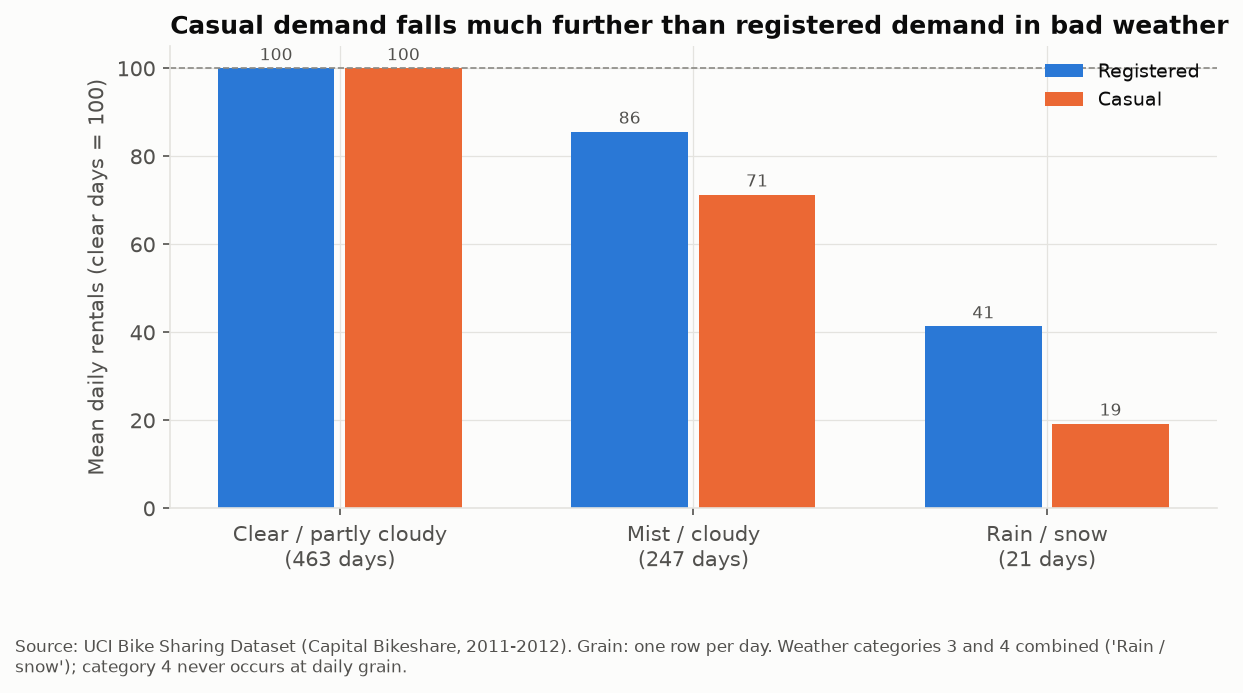 Casual demand falls much further than registered demand in bad weather
Mean daily rentals (clear days = 100)
100
80
60
40
20
0
100
100
86
71
41
19
Registered
Casual
Clear / partly cloudy
(463 days)
Mist / cloudy
(247 days)
Rain / snow
(21 days)
Source: UCI Bike Sharing Dataset (Capital Bikeshare, 2011-2012). Grain: one row per day. Weather categories 3 and 4 combined ('Rain /
snow'); category 4 never occurs at daily grain.